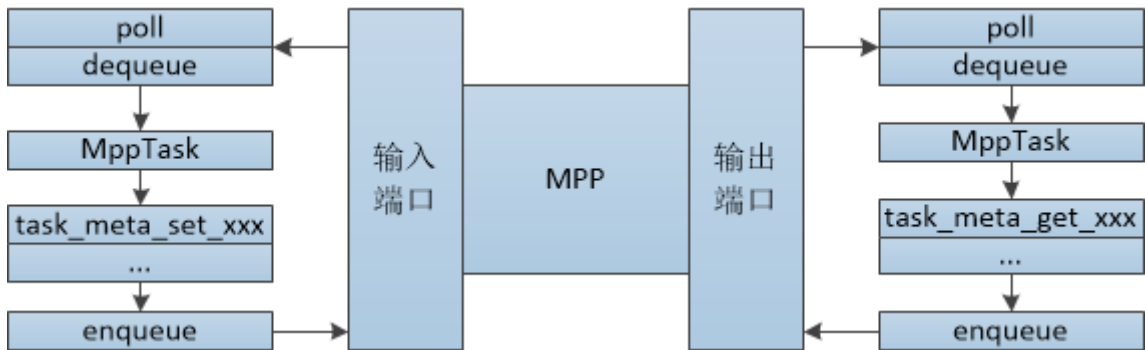 poll
dequeue
MppTask
task_meta_set_xxx
...
enqueue
输入
端口
MPP
输出
端口
poll
dequeue
MppTask
task_meta_get_xxx
...
enqueue